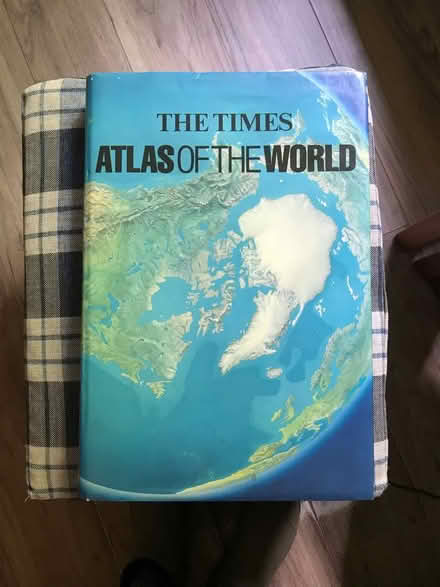 THE TIMES
ATLAS OF THE WORLD